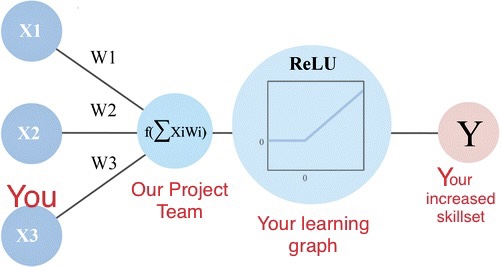 X1
W1
X2
W2
W3
You
X3
f(∑XiWi)
Our Project
Team
ReLU
0
0
Your learning
graph
Y
Your
increased
skillset